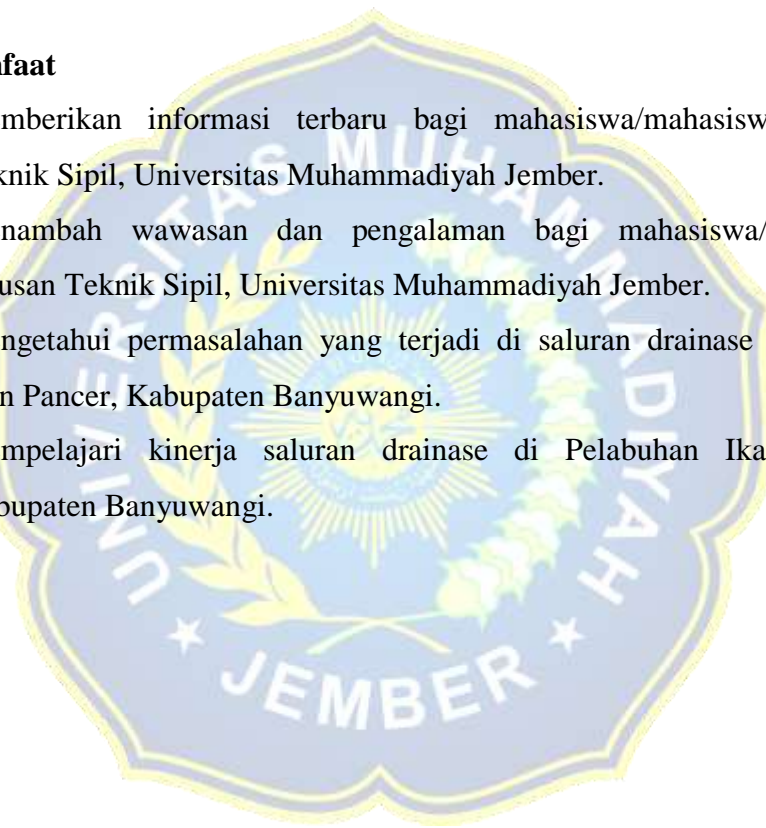 nfaat
mberikan informasi terbaru bagi mahasiswa/mahasisw
knik Sipil, Universitas Muhammadiyah Jember.
nambah wawasan dan pengalaman bagi mahasiswa/
usan Teknik Sipil, Universitas Muhammadiyah Jember.
ngetahui permasalahan yang terjadi di saluran drainase
n Pancer, Kabupaten Banyuwangi.
mpelajari kinerja saluran drainase di Pelabuhan Ika
bupaten Banyuwangi.
UNIVERSITAS MUHAMMADIYAH
JEMBER